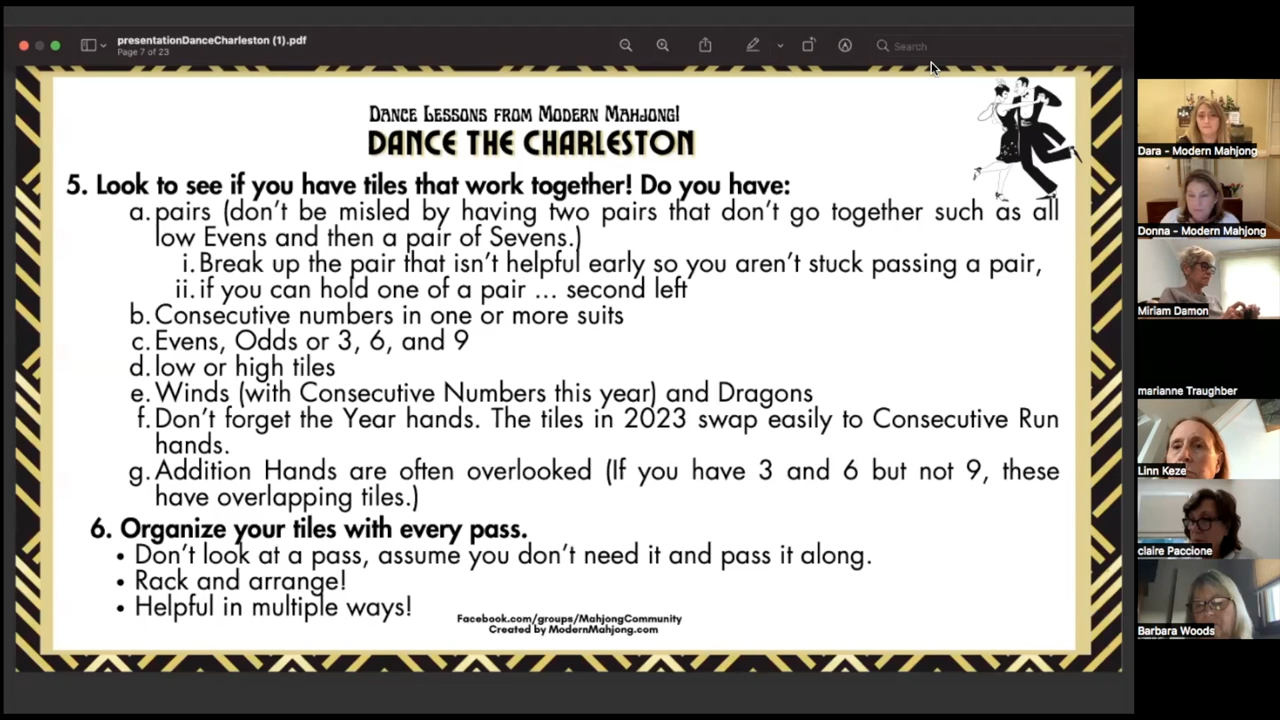 presentationDanceCharleston (1).pdf
Page 7 of 23
Search
Dance Lessons from Modern Mahjong!
DANCE THE CHARLESTON
5. Look to see if you have tiles that work together! Do you have:
a. pairs (don't be misled by having two pairs that don't go together such as all
low Evens and then a pair of Sevens.)
i. Break up the pair that isn't helpful early so you aren't stuck passing a pair,
ii. if you can hold one of a pair ... second left
b. Consecutive numbers in one or more suits
c. Evens, Odds or 3, 6, and 9
d. low or high tiles
e. Winds (with Consecutive Numbers this year) and Dragons
f. Don't forget the Year hands. The tiles in 2023 swap easily to Consecutive Run
hands.
g. Addition Hands are often overlooked (If you have 3 and 6 but not 9, these
have overlapping tiles.)
6. Organize your tiles with every pass.
• Don't look at a pass, assume you don't need it and pass it along.
• Rack and arrange!
• Helpful in multiple ways!
Facebook.com/groups/MahjongCommunity
Created by ModernMahjong.com
Dara - Modern Mahjong
Donna - Modern Mahjong
Miriam Damon
marianne Traughber
Linn Keze
claire Paccione
Barbara Woods